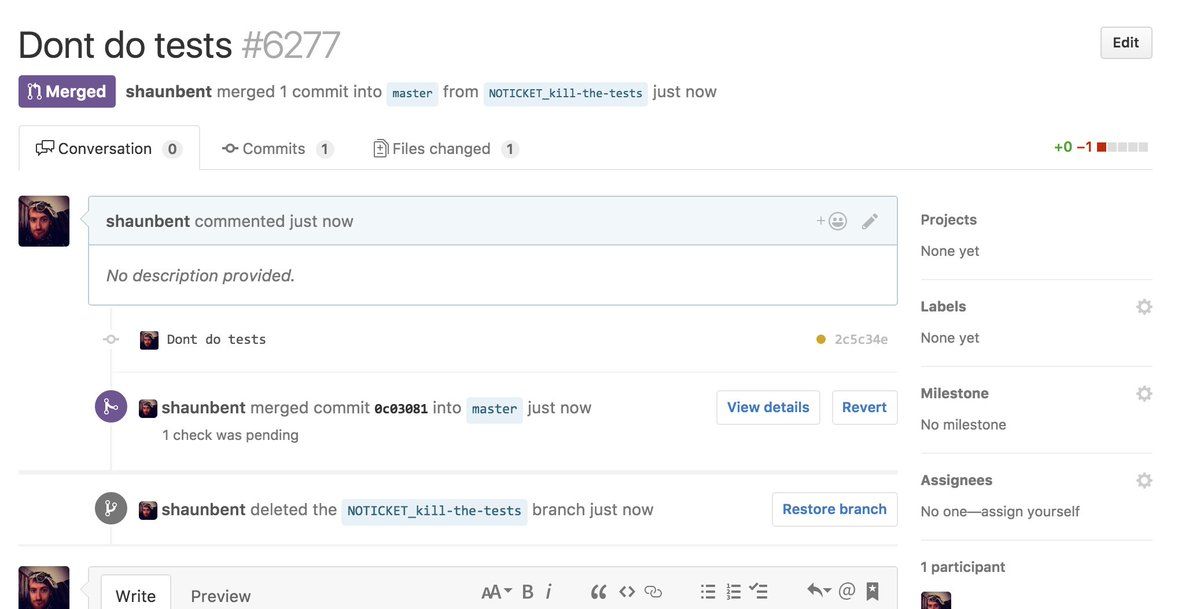 Dont do tests #6277
Edit
Merged shaunbent merged 1 commit into master from NOTICKET_kill-the-tests just now
Conversation 0 Commits 1 Files changed 1 +0 −1
shaunbent commented just now
No description provided.
Dont do tests 2c5c34e
shaunbent merged commit 0c03081 into master just now View details Revert
1 check was pending
shaunbent deleted the NOTICKET_kill-the-tests branch just now Restore branch
Write Preview AA B i “ <> @
Projects
None yet
Labels
None yet
Milestone
No milestone
Assignees
No one—assign yourself
1 participant